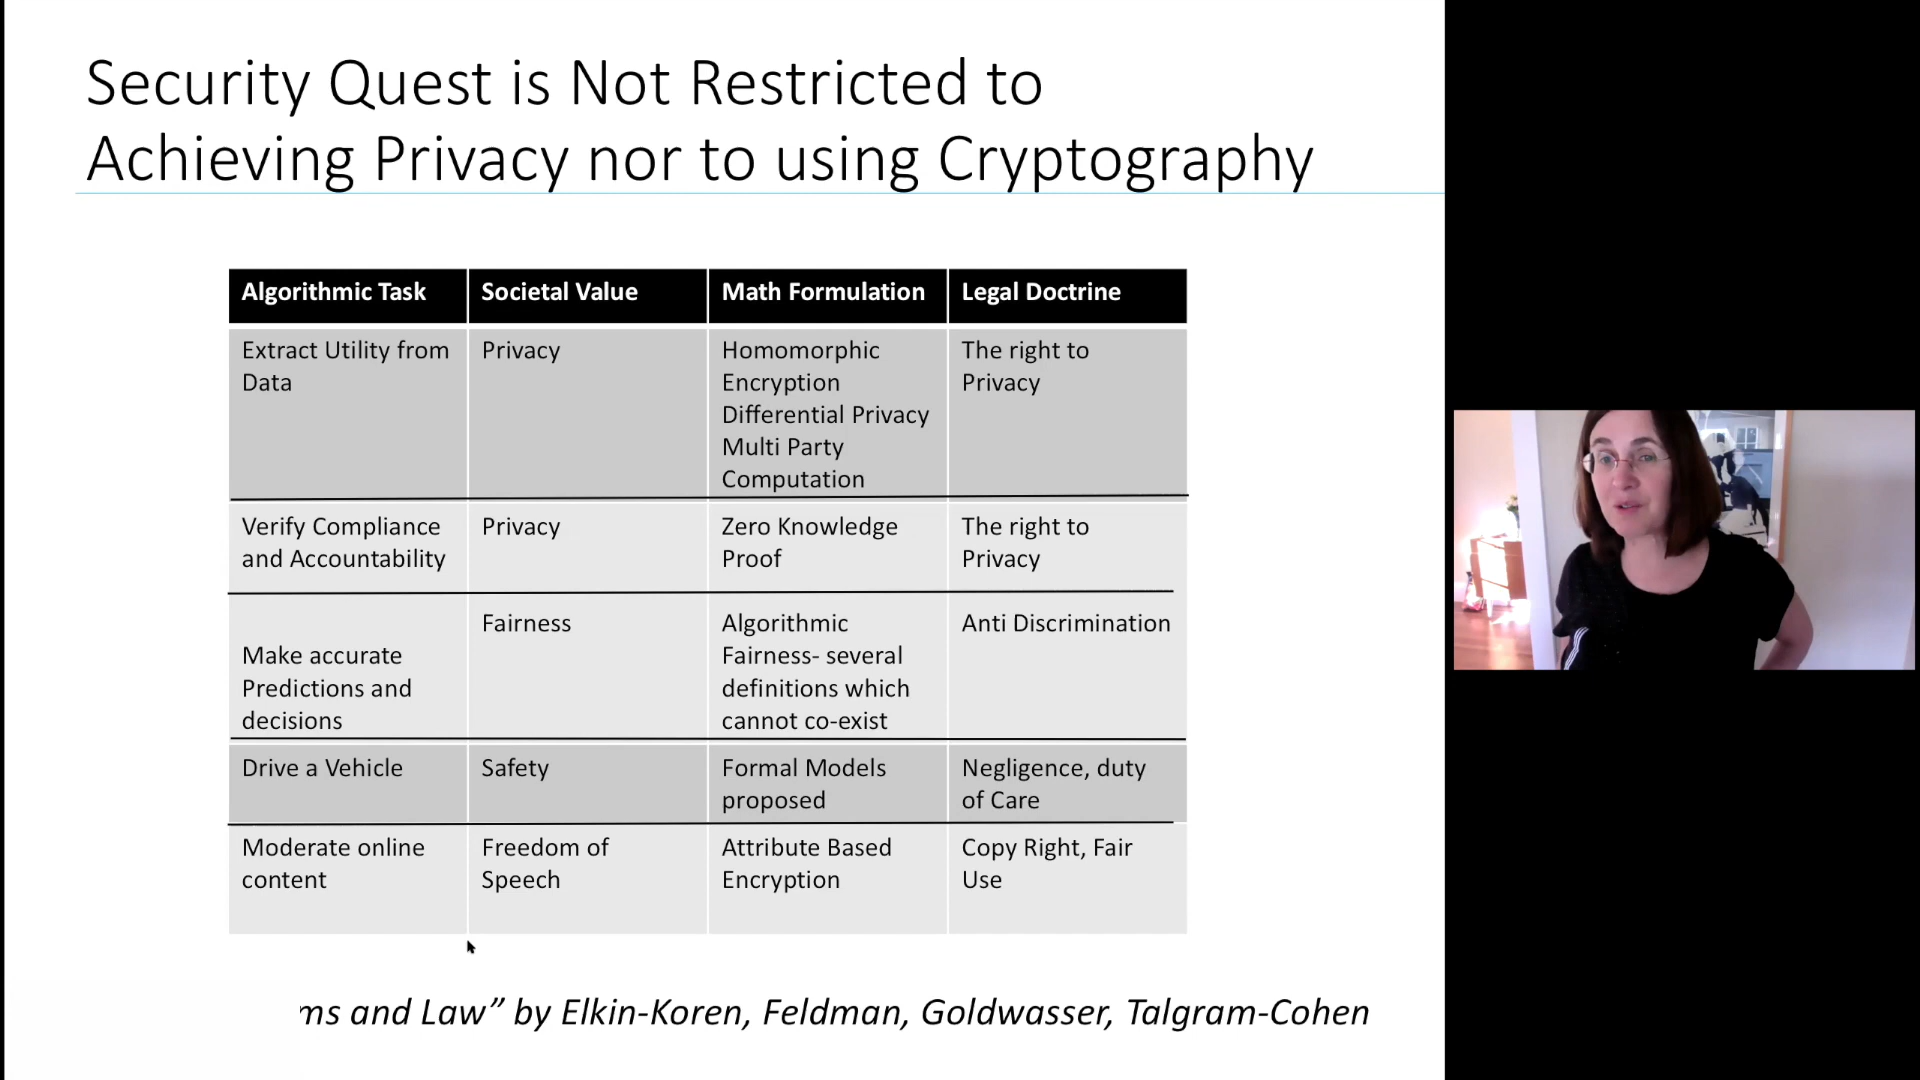 Security Quest is Not Restricted to
Achieving Privacy nor to using Cryptography
Algorithmic Task
Societal Value
Math Formulation
Legal Doctrine
Extract Utility from
Data
Privacy
Homomorphic
Encryption
Differential Privacy
Multi Party
Computation
The right to
Privacy
Verify Compliance
and Accountability
Privacy
Zero Knowledge
Proof
The right to
Privacy
Make accurate
Predictions and
decisions
Fairness
Algorithmic
Fairness- several
definitions which
cannot co-exist
Anti Discrimination
Drive a Vehicle
Safety
Formal Models
proposed
Negligence, duty
of Care
Moderate online
content
Freedom of
Speech
Attribute Based
Encryption
Copy Right, Fair
Use
ms and Law” by Elkin-Koren, Feldman, Goldwasser, Talgram-Cohen